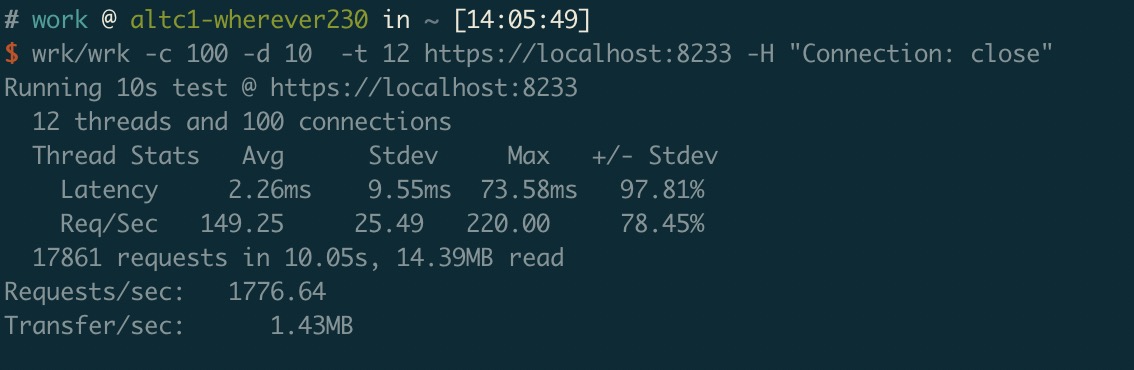 # work @ altc1-wherever230 in ~ [14:05:49]
$ wrk/wrk -c 100 -d 10  -t 12 https://localhost:8233 -H "Connection: close"
Running 10s test @ https://localhost:8233
  12 threads and 100 connections
  Thread Stats   Avg      Stdev     Max   +/- Stdev
    Latency     2.26ms    9.55ms  73.58ms   97.81%
    Req/Sec   149.25     25.49   220.00     78.45%
  17861 requests in 10.05s, 14.39MB read
Requests/sec:   1776.64
Transfer/sec:      1.43MB